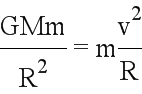 GMm/R² = m v²/R